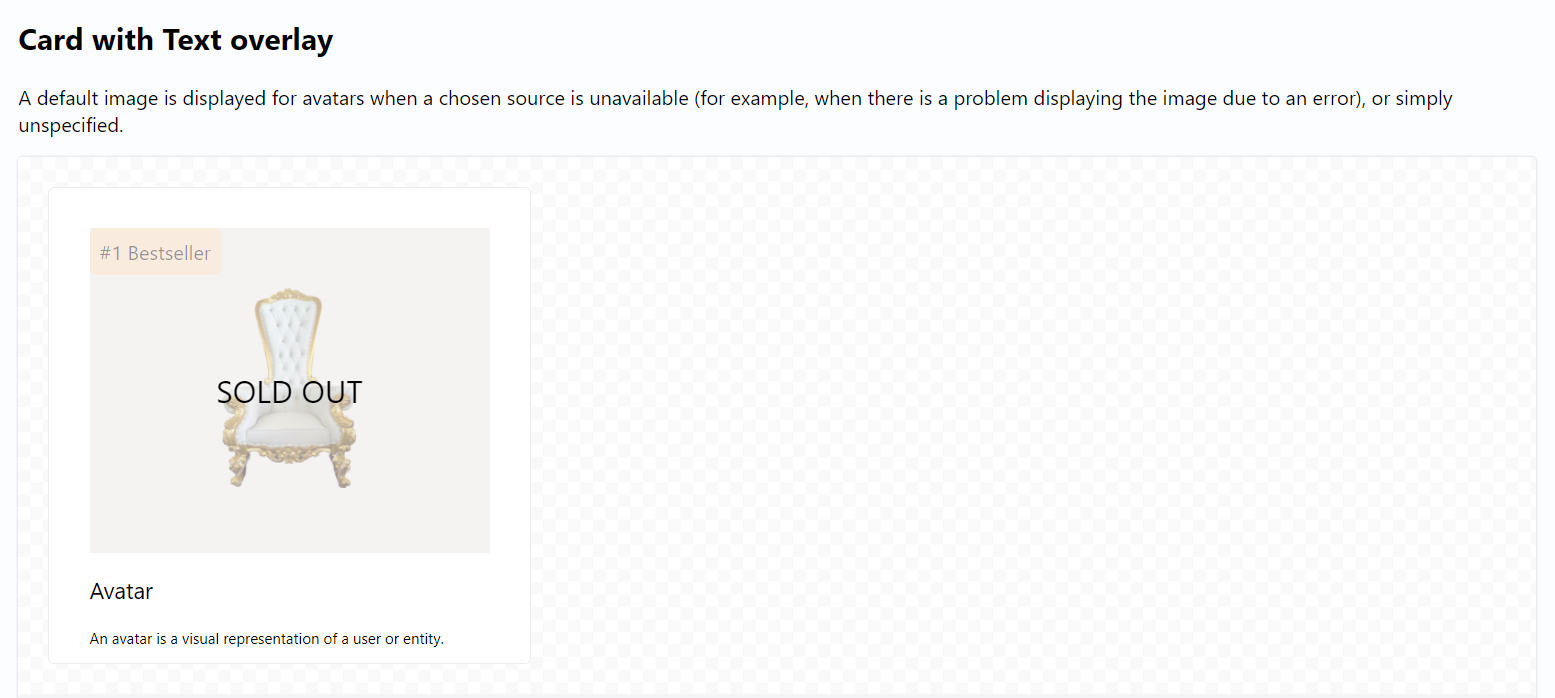 Card with Text overlay
A default image is displayed for avatars when a chosen source is unavailable (for example, when there is a problem displaying the image due to an error), or simply
unspecified.
#1 Bestseller
SOLD OUT
Avatar
An avatar is a visual representation of a user or entity.